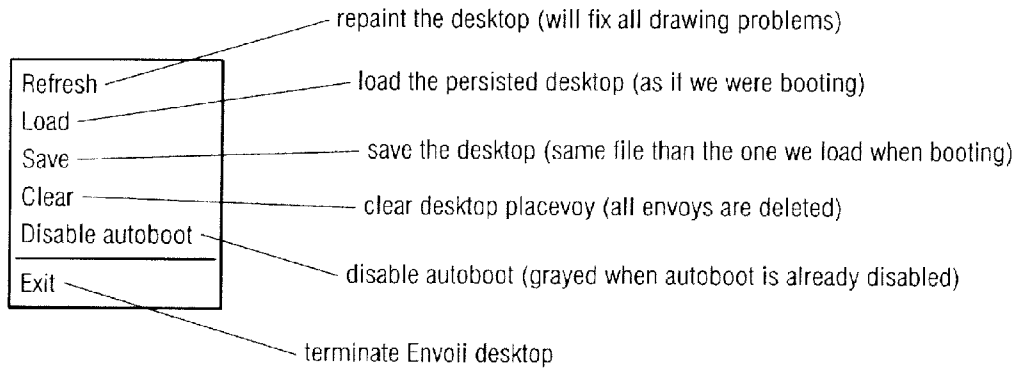 repaint the desktop (will fix all drawing problems)
Refresh
load the persisted desktop (as it we were booting)
Load
save the desktop (same file than the one we load when booting)
Save
Clear
clear desktop placevoy (all envoys are deleted)
Disable autoboot
disable autoboot (grayed when autoboot is already disabled)
Exit
terminate Envoii desktop